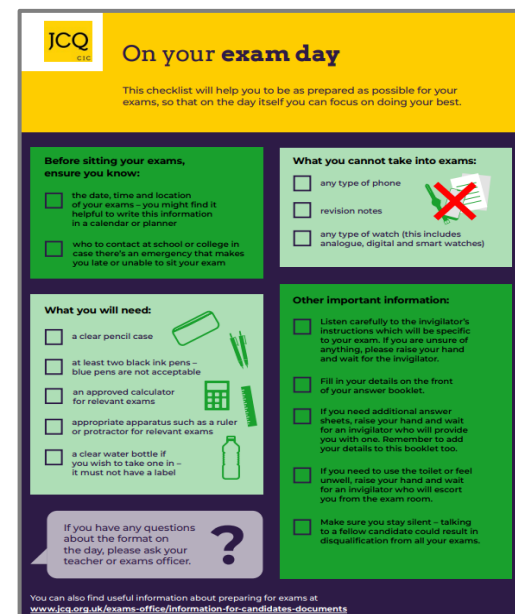 JCQ
CIC
On your exam day
This checklist will help you to be as prepared as possible for your
exams, so that on the day itself you can focus on doing your best.
Before sitting your exams,
ensure you know:
the date, time and location
of your exams – you might find it
helpful to write this information
in a calendar or planner
who to contact at school or college in
case there's an emergency that makes
you late or unable to sit your exam
What you cannot take into exams:
any type of phone
revision notes
any type of watch (this includes
analogue, digital and smart watches)
What you will need:
a clear pencil case
at least two black ink pens –
blue pens are not acceptable
an approved calculator
for relevant exams
appropriate apparatus such as a ruler
or protractor for relevant exams
a clear water bottle if
you wish to take one in –
it must not have a label
Other important information:
Listen carefully to the invigilator's
instructions which will be specific
to your exam. If you are unsure of
anything, please raise your hand
and wait for the invigilator.
Fill in your details on the front
of your answer booklet.
If you need additional answer
sheets, raise your hand and wait
for an invigilator who will provide
you with one. Remember to add
your details to this booklet too.
If you need to use the toilet or feel
unwell, raise your hand and wait
for an invigilator who will escort
you from the exam room.
Make sure you stay silent – talking
to a fellow candidate could result in
disqualification from all your exams.
If you have any questions
about the format on
the day, please ask your
teacher or exams officer.
?
You can also find useful information about preparing for exams at
www.jcq.org.uk/exams-office/information-for-candidates-documents